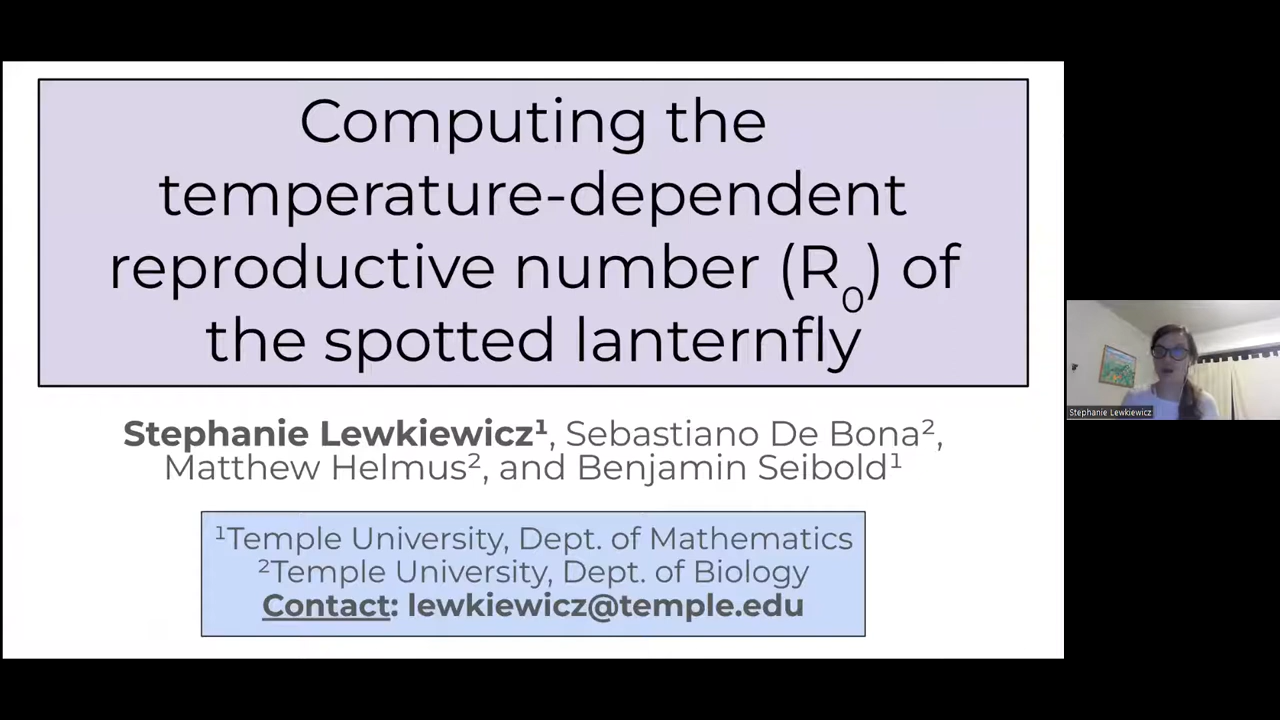 Computing the
temperature-dependent
reproductive number (R₀) of
the spotted lanternfly
Stephanie Lewkiewicz¹, Sebastiano De Bona²,
Matthew Helmus², and Benjamin Seibold¹
¹Temple University, Dept. of Mathematics
²Temple University, Dept. of Biology
Contact: lewkiewicz@temple.edu
Stephanie Lewkiewicz